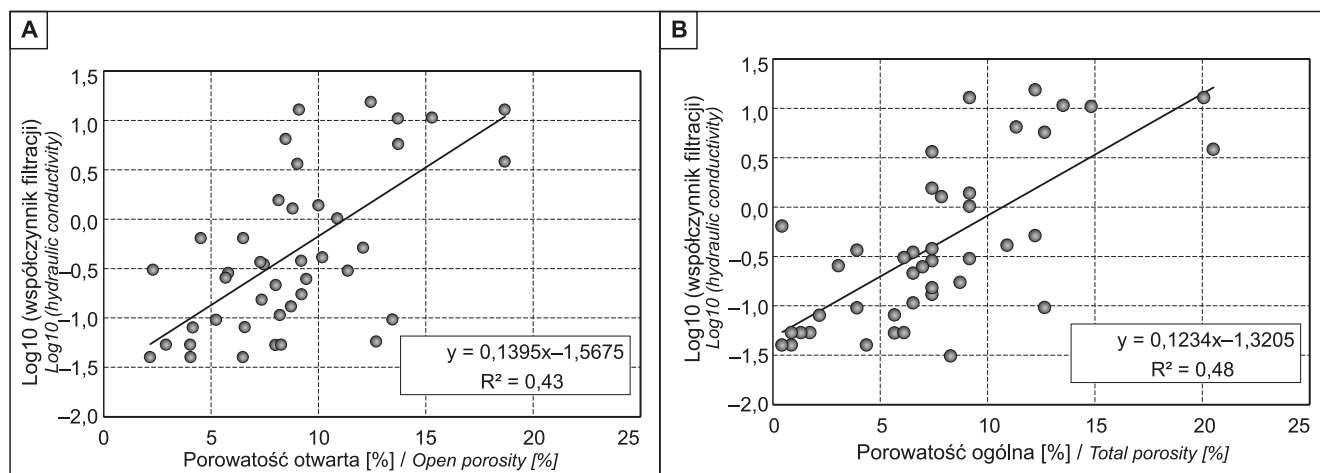 A
Log10 (współczynnik filtracji)
Log10 (hydraulic conductivity)
1,5
1,0
0,5
0,0
–0,5
–1,0
–1,5
–2,0
y = 0,1395x–1,5675
R² = 0,43
0 5 10 15 20 25
Porowatość otwarta [%] / Open porosity [%]
B
Log10 (współczynnik filtracji)
Log10 (hydraulic conductivity)
1,5
1,0
0,5
0,0
–0,5
–1,0
–1,5
–2,0
y = 0,1234x–1,3205
R² = 0,48
0 5 10 15 20 25
Porowatość ogólna [%] / Total porosity [%]